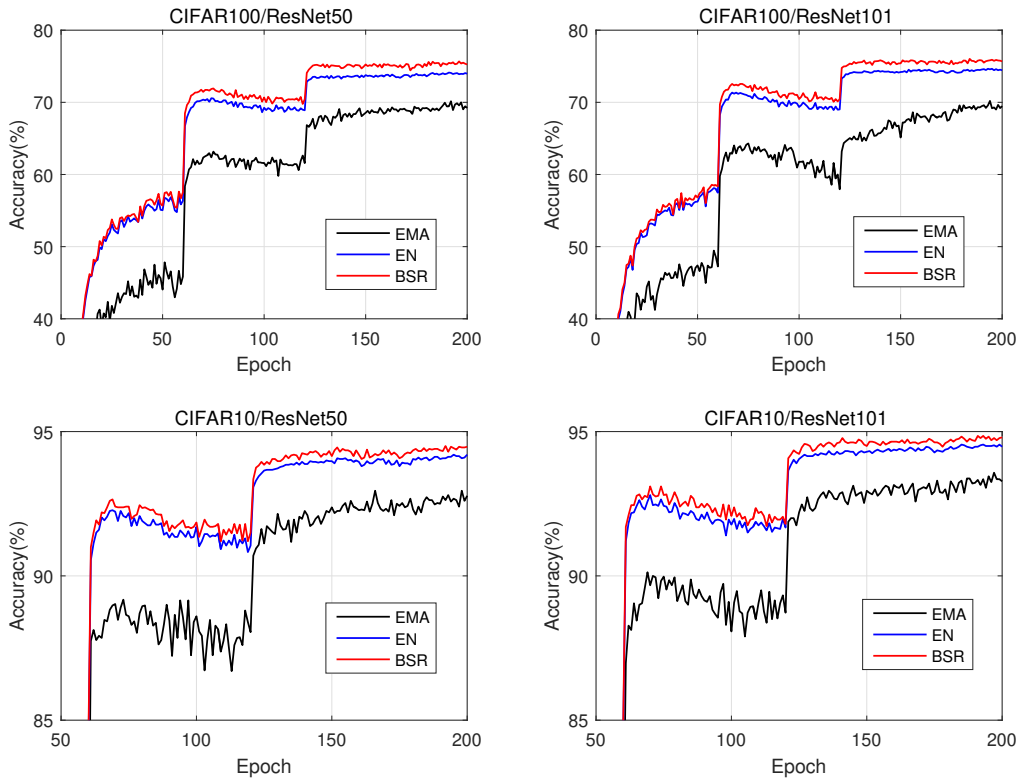 CIFAR100/ResNet50
80
70
60
50
40
Accuracy(%)
EMA
EN
BSR
0 50 100 150 200
Epoch
CIFAR100/ResNet101
80
70
60
50
40
Accuracy(%)
EMA
EN
BSR
0 50 100 150 200
Epoch
CIFAR10/ResNet50
95
90
85
Accuracy(%)
EMA
EN
BSR
50 100 150 200
Epoch
CIFAR10/ResNet101
95
90
85
Accuracy(%)
EMA
EN
BSR
50 100 150 200
Epoch